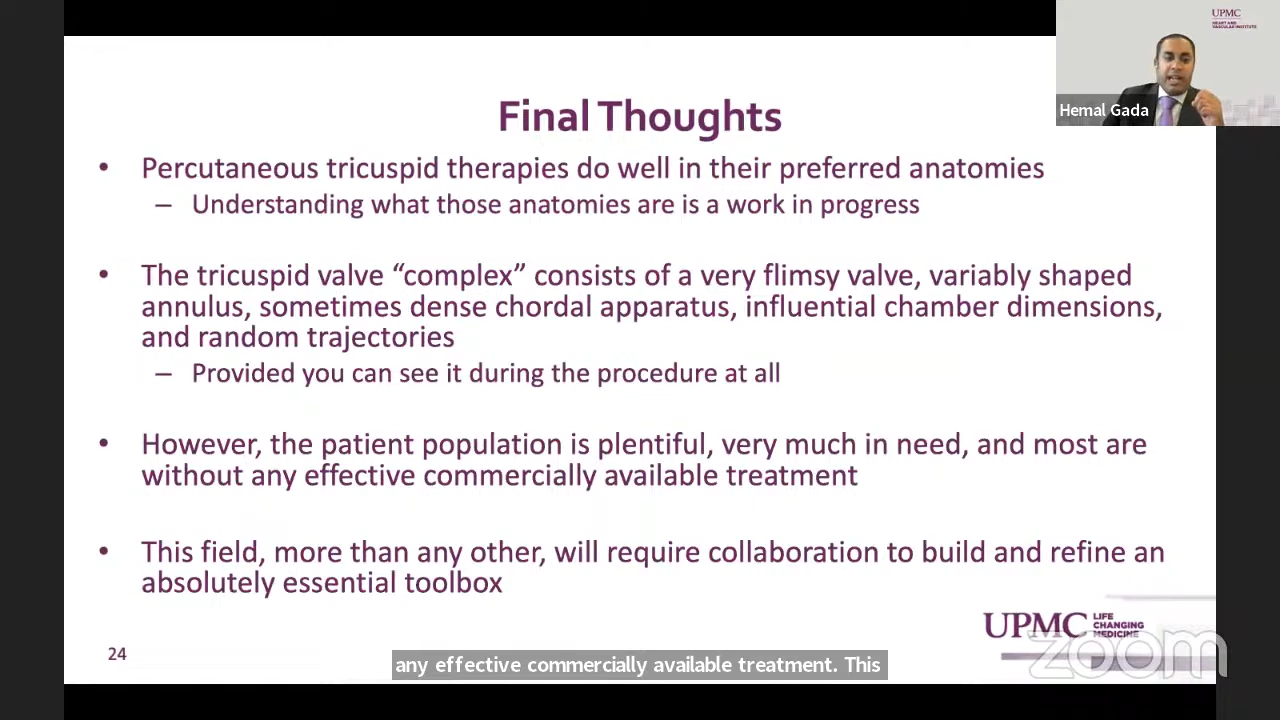 UPMC
HEART AND
VASCULAR INSTITUTE
Hemal Gada
Final Thoughts
• Percutaneous tricuspid therapies do well in their preferred anatomies
– Understanding what those anatomies are is a work in progress
• The tricuspid valve “complex” consists of a very flimsy valve, variably shaped
annulus, sometimes dense chordal apparatus, influential chamber dimensions,
and random trajectories
– Provided you can see it during the procedure at all
• However, the patient population is plentiful, very much in need, and most are
without any effective commercially available treatment
• This field, more than any other, will require collaboration to build and refine an
absolutely essential toolbox
UPMC
LIFE
CHANGING
MEDICINE
zoom
24
any effective commercially available treatment. This